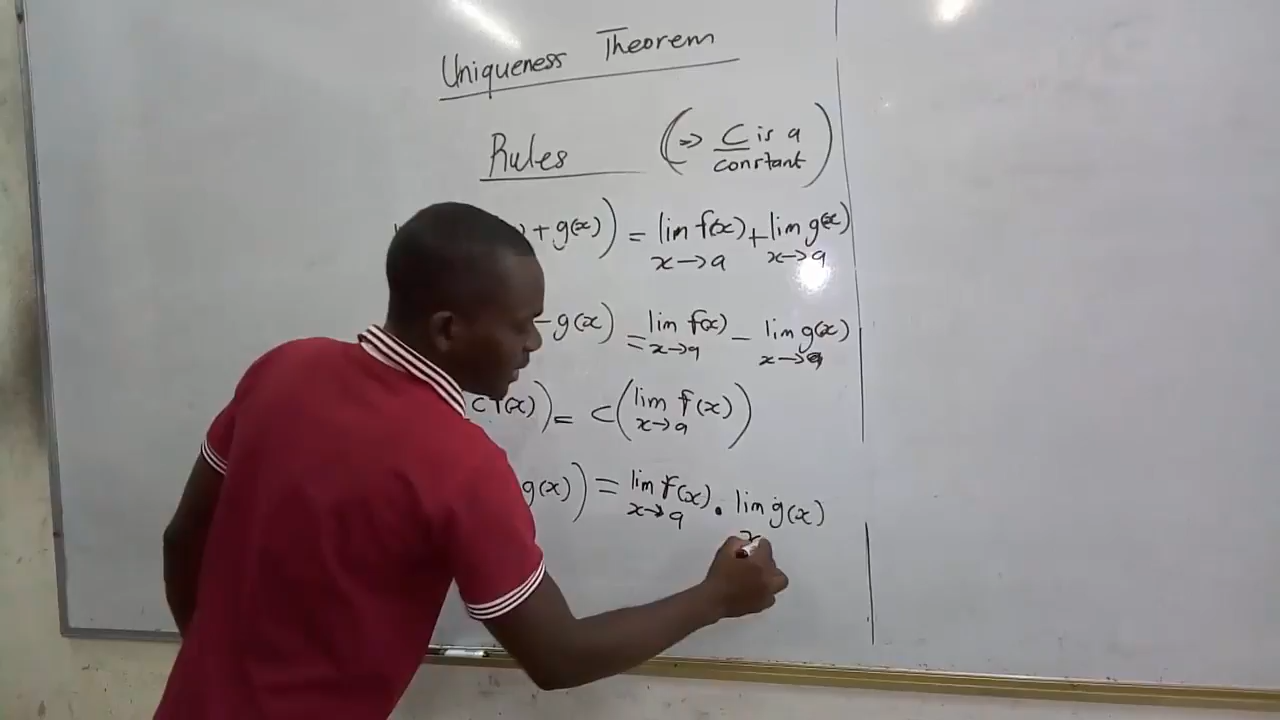 Uniqueness Theorem
Rules (=> C is a
constant)
+ g(x)) = lim f(x) + lim g(x)
x→a x→a
- g(x)) = lim f(x) - lim g(x)
x→a x→a
cf(x)) = C(lim f(x))
x→a
g(x)) = lim f(x) . lim g(x)
x→a x